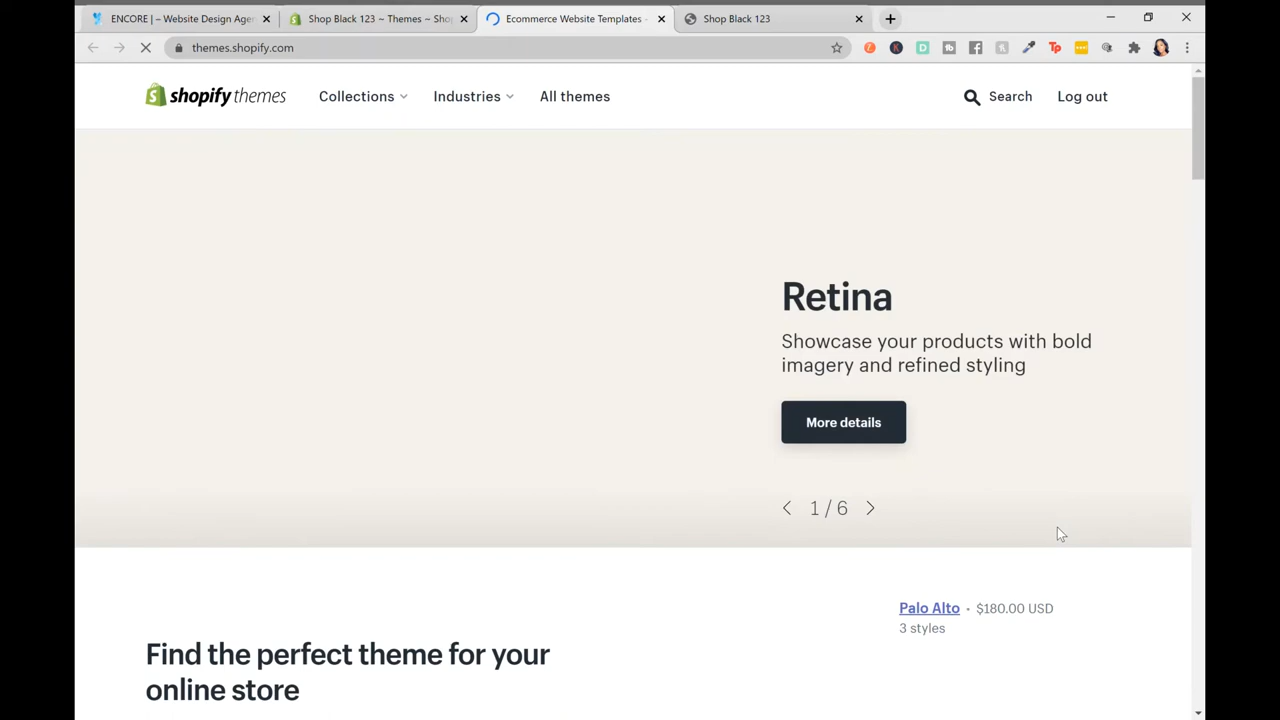 ENCORE | – Website Design Age
Shop Black 123 ~ Themes ~ Sho
Ecommerce Website Templates -
Shop Black 123
themes.shopify.com
shopify themes
Collections
Industries
All themes
Search
Log out
Retina
Showcase your products with bold
imagery and refined styling
More details
1 / 6
Palo Alto • $180.00 USD
3 styles
Find the perfect theme for your
online store